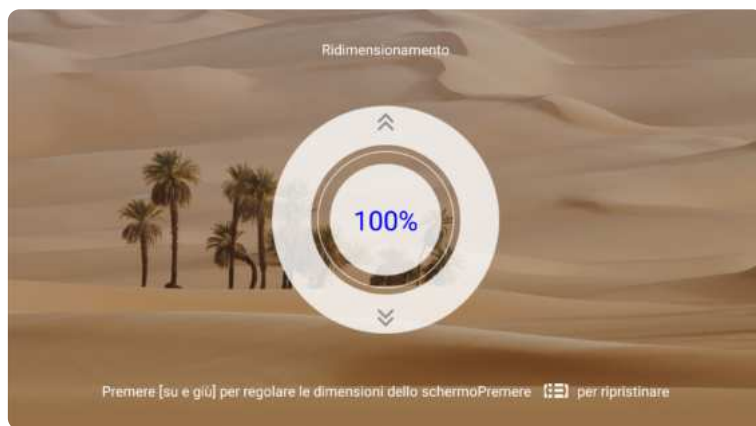 Ridimensionamento
100%
Premere [su e giù] per regolare le dimensioni dello schermoPremere per ripristinare